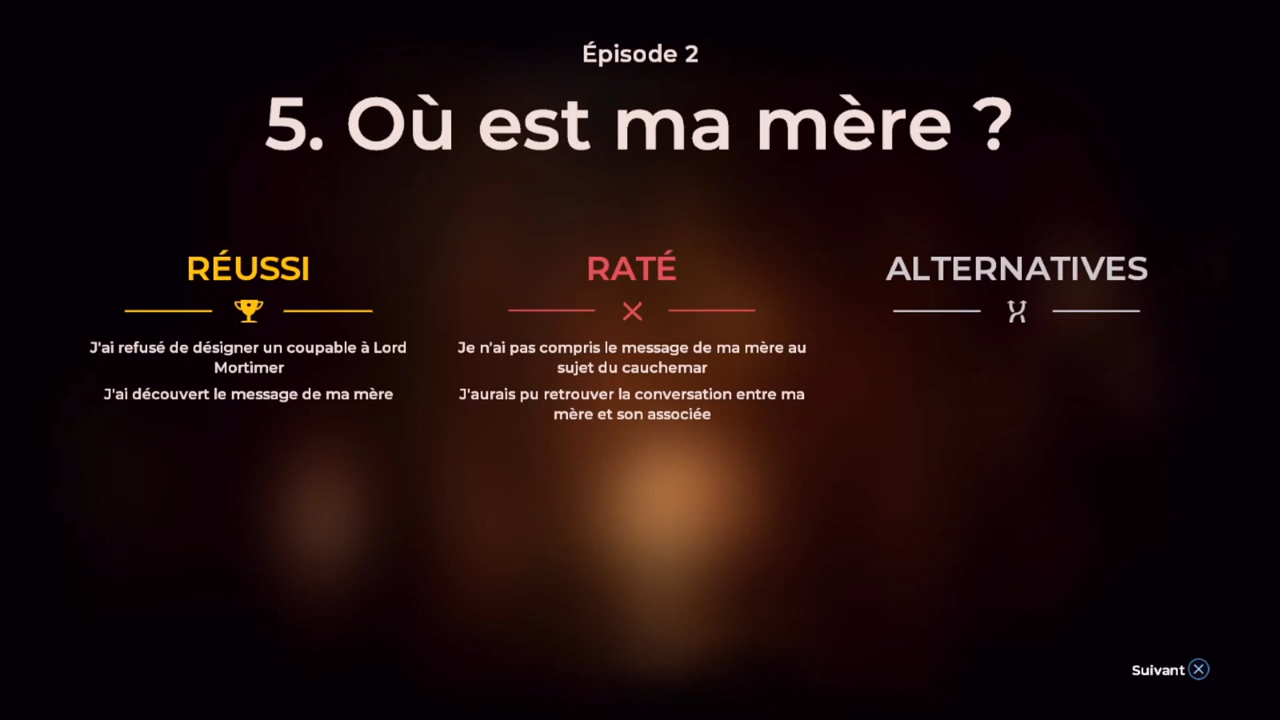 Épisode 2
5. Où est ma mère ?
RÉUSSI
J'ai refusé de désigner un coupable à Lord
Mortimer
J'ai découvert le message de ma mère
RATÉ
Je n'ai pas compris le message de ma mère au
sujet du cauchemar
J'aurais pu retrouver la conversation entre ma
mère et son associée
ALTERNATIVES
Suivant